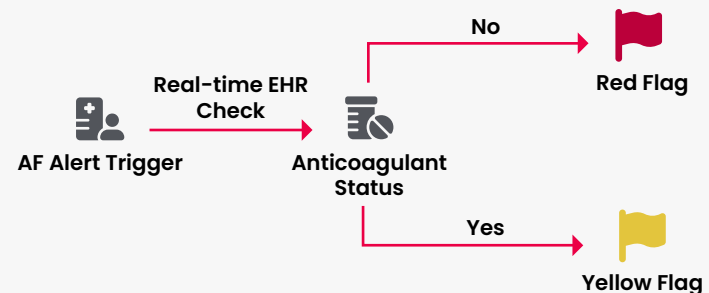 No
Red Flag
Real-time EHR
Check
AF Alert Trigger
Anticoagulant
Status
Yes
Yellow Flag